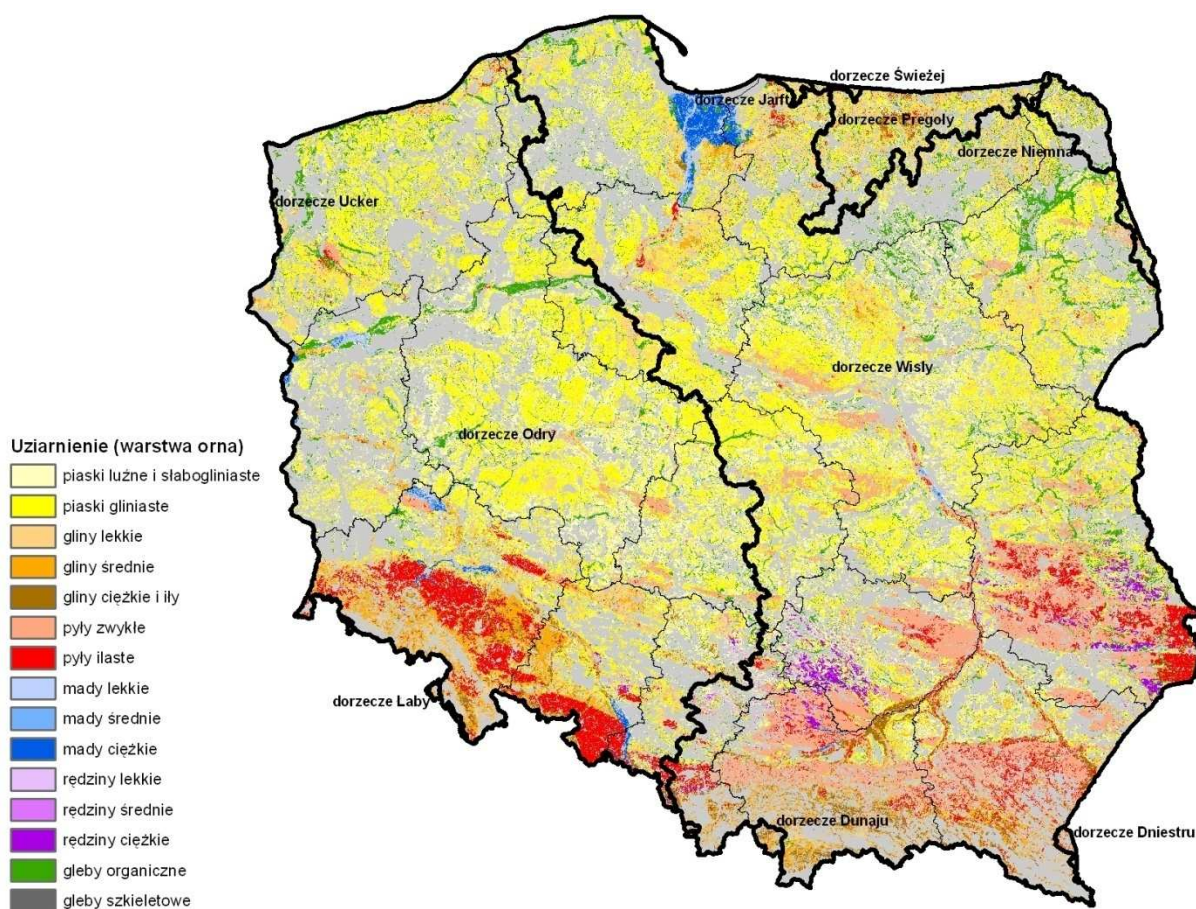 dorzecze Świeżej
dorzecze Jarft
dorzecze Pregoły
dorzecze Niemna
dorzecze Ucker
dorzecze Wisły
dorzecze Odry
Uziarnienie (warstwa orna)
piaski luźne i słabogliniaste
piaski gliniaste
gliny lekkie
gliny średnie
gliny ciężkie i iły
pyły zwykłe
pyły ilaste
mady lekkie
mady średnie
mady ciężkie
rędziny lekkie
rędziny średnie
rędziny ciężkie
gleby organiczne
gleby szkieletowe
dorzecze Łaby
dorzecze Dunaju
dorzecze Dniestru